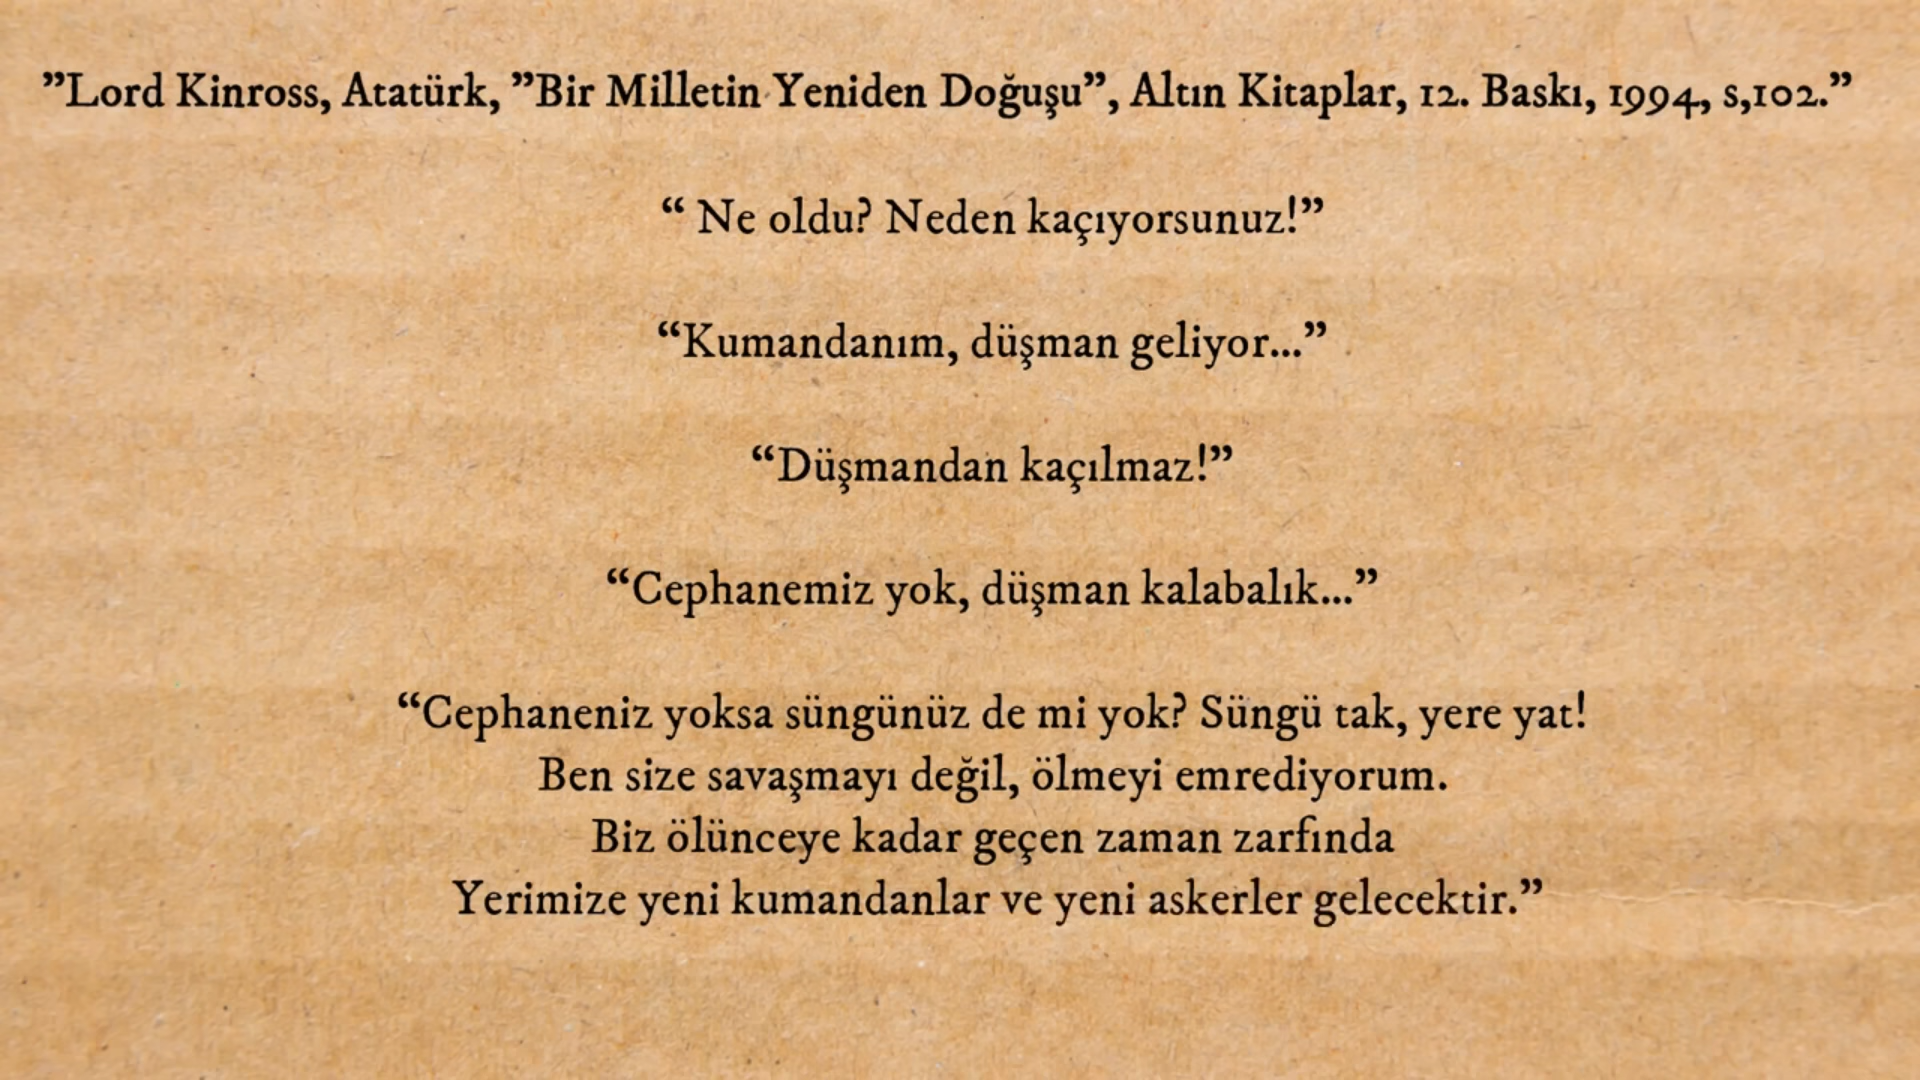 ”Lord Kinross, Atatürk, ”Bir Milletin Yeniden Doğuşu”, Altın Kitaplar, 12. Baskı, 1994, s,102.”
“ Ne oldu? Neden kaçıyorsunuz!”
“Kumandanım, düşman geliyor...”
“Düşmandan kaçılmaz!”
“Cephanemiz yok, düşman kalabalık...”
“Cephaneniz yoksa süngünüz de mi yok? Süngü tak, yere yat!
Ben size savaşmayı değil, ölmeyi emrediyorum.
Biz ölünceye kadar geçen zaman zarfında
Yerimize yeni kumandanlar ve yeni askerler gelecektir.”